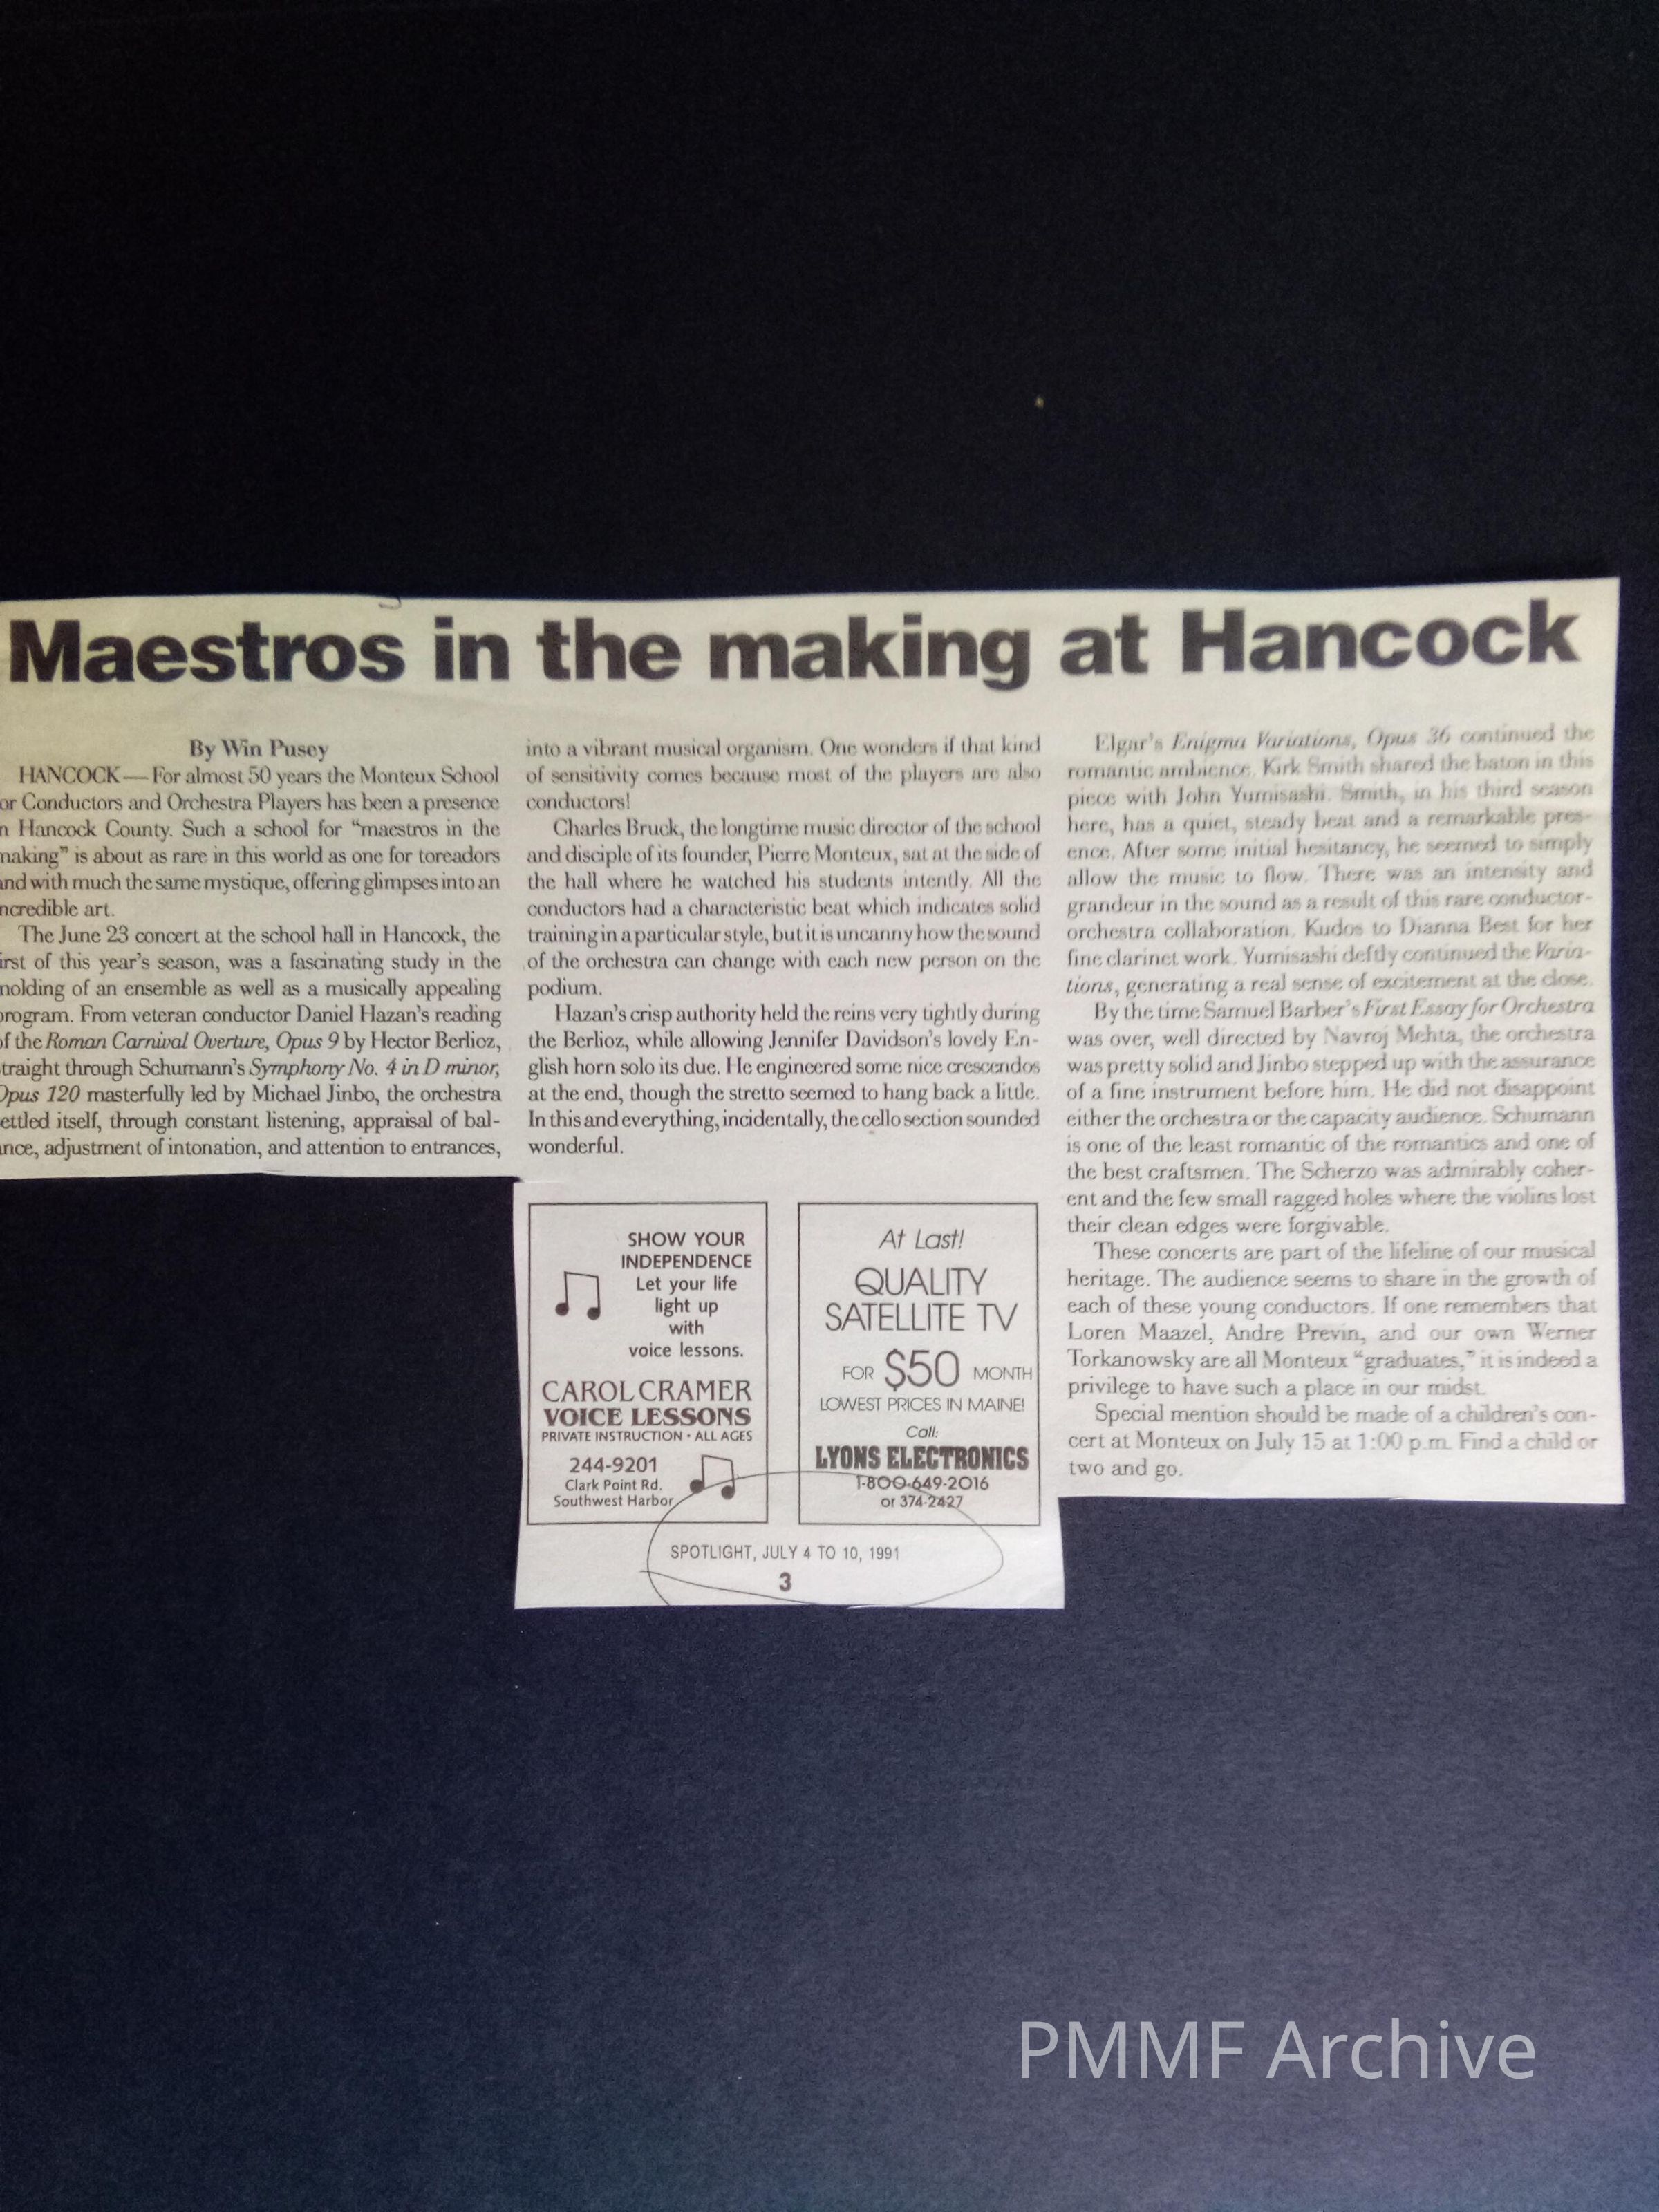 Maestros in the making at Hancock
By Win Pusey
HANCOCK — For almost 50 years the Monteux School
or Conductors and Orchestra Players has been a presence
n Hancock County. Such a school for “maestros in the
naking” is about as rare in this world as one for toreadors
and with much the same mystique, offering glimpses into an
ncredible art.
The June 23 concert at the school hall in Hancock, the
irst of this year’s season, was a fascinating study in the
nolding of an ensemble as well as a musically appealing
program. From veteran conductor Daniel Hazan’s reading
of the Roman Carnival Overture, Opus 9 by Hector Berlioz,
traight through Schumann’s Symphony No. 4 in D minor,
Opus 120 masterfully led by Michael Jinbo, the orchestra
ettled itself, through constant listening, appraisal of bal-
ance, adjustment of intonation, and attention to entrances,
into a vibrant musical organism. One wonders if that kind
of sensitivity comes because most of the players are also
conductors!
Charles Bruck, the longtime music director of the school
and disciple of its founder, Pierre Monteux, sat at the side of
the hall where he watched his students intently. All the
conductors had a characteristic beat which indicates solid
training in a particular style, but it is uncanny how the sound
of the orchestra can change with each new person on the
podium.
Hazan’s crisp authority held the reins very tightly during
the Berlioz, while allowing Jennifer Davidson’s lovely En-
glish horn solo its due. He engineered some nice crescendos
at the end, though the stretto seemed to hang back a little.
In this and everything, incidentally, the cello section sounded
wonderful.
Elgar’s Enigma Variations, Opus 36 continued the
romantic ambience. Kirk Smith shared the baton in this
piece with John Yumisashi. Smith, in his third season
here, has a quiet, steady beat and a remarkable pres-
ence. After some initial hesitancy, he seemed to simply
allow the music to flow. There was an intensity and
grandeur in the sound as a result of this rare conductor-
orchestra collaboration. Kudos to Dianna Best for her
fine clarinet work. Yumisashi deftly continued the Varia-
tions, generating a real sense of excitement at the close.
By the time Samuel Barber’s First Essay for Orchestra
was over, well directed by Navroj Mehta, the orchestra
was pretty solid and Jinbo stepped up with the assurance
of a fine instrument before him. He did not disappoint
either the orchestra or the capacity audience. Schumann
is one of the least romantic of the romantics and one of
the best craftsmen. The Scherzo was admirably coher-
ent and the few small ragged holes where the violins lost
their clean edges were forgivable.
These concerts are part of the lifeline of our musical
heritage. The audience seems to share in the growth of
each of these young conductors. If one remembers that
Loren Maazel, Andre Previn, and our own Werner
Torkanowsky are all Monteux “graduates,” it is indeed a
privilege to have such a place in our midst.
Special mention should be made of a children’s con-
cert at Monteux on July 15 at 1:00 p.m. Find a child or
two and go.
SHOW YOUR
INDEPENDENCE
Let your life
light up
with
voice lessons.
CAROL CRAMER
VOICE LESSONS
PRIVATE INSTRUCTION • ALL AGES
244-9201
Clark Point Rd.
Southwest Harbor
At Last!
QUALITY
SATELLITE TV
FOR $50 MONTH
LOWEST PRICES IN MAINE!
Call:
LYONS ELECTRONICS
1-800-649-2016
or 374-2427
SPOTLIGHT, JULY 4 TO 10, 1991
3
PMMF Archive